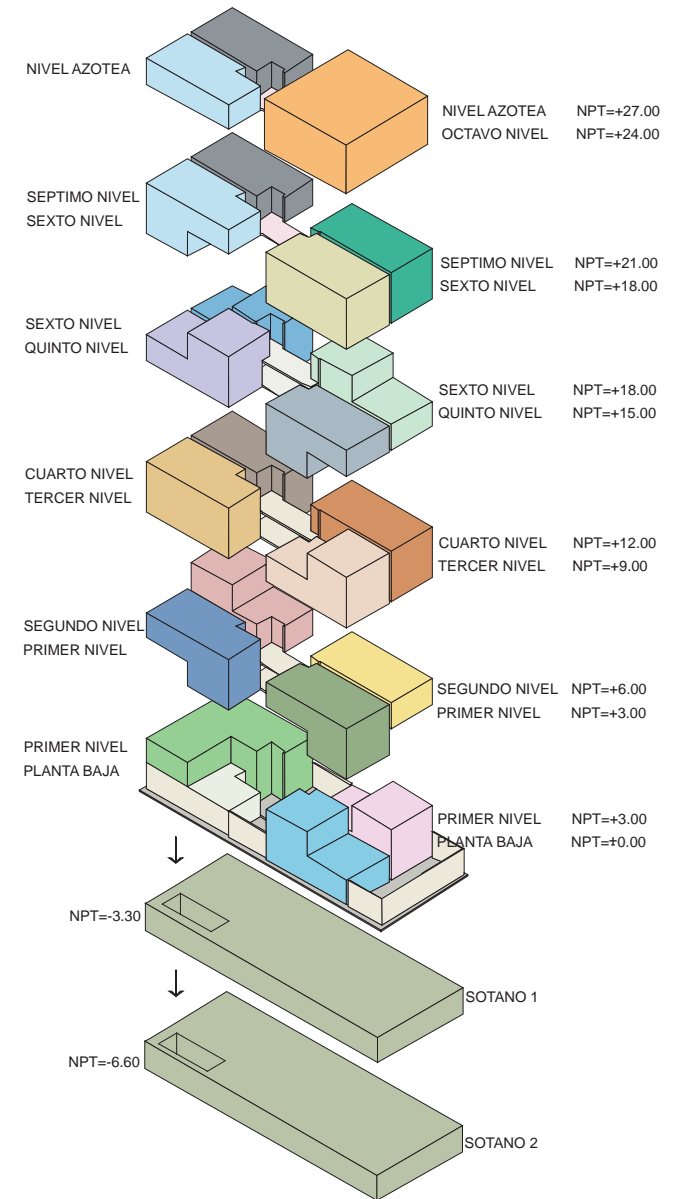 NIVEL AZOTEA
NIVEL AZOTEA NPT=+27.00
OCTAVO NIVEL NPT=+24.00
SEPTIMO NIVEL
SEXTO NIVEL
SEPTIMO NIVEL NPT=+21.00
SEXTO NIVEL NPT=+18.00
SEXTO NIVEL
QUINTO NIVEL
SEXTO NIVEL NPT=+18.00
QUINTO NIVEL NPT=+15.00
CUARTO NIVEL
TERCER NIVEL
CUARTO NIVEL NPT=+12.00
TERCER NIVEL NPT=+9.00
SEGUNDO NIVEL
PRIMER NIVEL
SEGUNDO NIVEL NPT=+6.00
PRIMER NIVEL NPT=+3.00
PRIMER NIVEL
PLANTA BAJA
PRIMER NIVEL NPT=+3.00
PLANTA BAJA NPT=±0.00
NPT=-3.30
SOTANO 1
NPT=-6.60
SOTANO 2